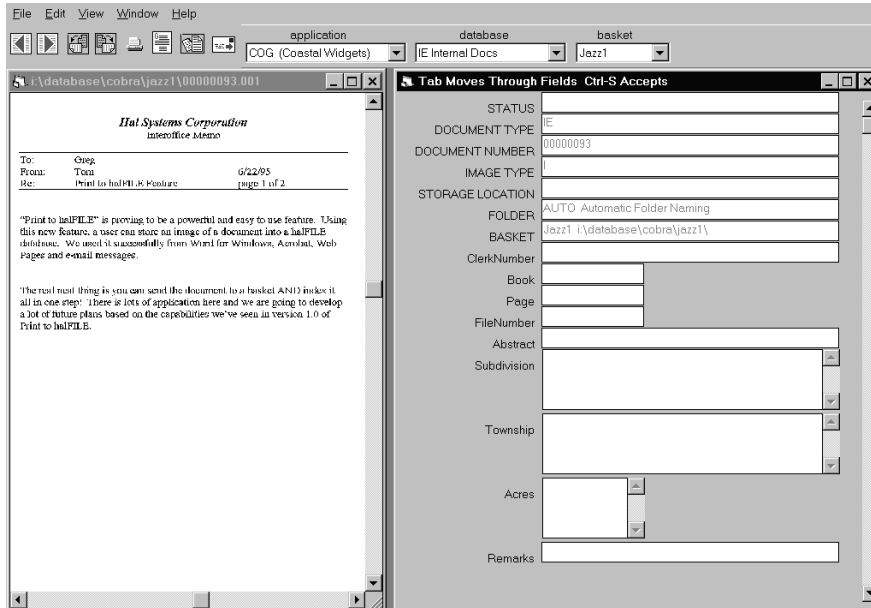 File Edit View Window Help
application database basket
COG (Coastal Widgets) IE Internal Docs Jazz1
i:\database\cobra\jazz1\00000093.001
Hal Systems Corporation
Interoffice Memo
To: Greg
From: Tom 6/22/95
Re: Print to halFILE Feature page 1 of 2
"Print to halFILE" is proving to be a powerful and easy to use feature. Using
this new feature, a user can store an image of a document into a halFILE
database. We used it successfully from Word for Windows, Acrobat, Web
Pages and e-mail messages.
The real neat thing is you can send the document to a basket AND index it
all in one step! There is lots of application here and we are going to develop
a lot of future plans based on the capabilities we've seen in version 1.0 of
Print to halFILE.
Tab Moves Through Fields Ctrl-S Accepts
STATUS
DOCUMENT TYPE IE
DOCUMENT NUMBER 00000093
IMAGE TYPE I
STORAGE LOCATION
FOLDER AUTO Automatic Folder Naming
BASKET Jazz1 i:\database\cobra\jazz1\
ClerkNumber
Book
Page
FileNumber
Abstract
Subdivision
Township
Acres
Remarks